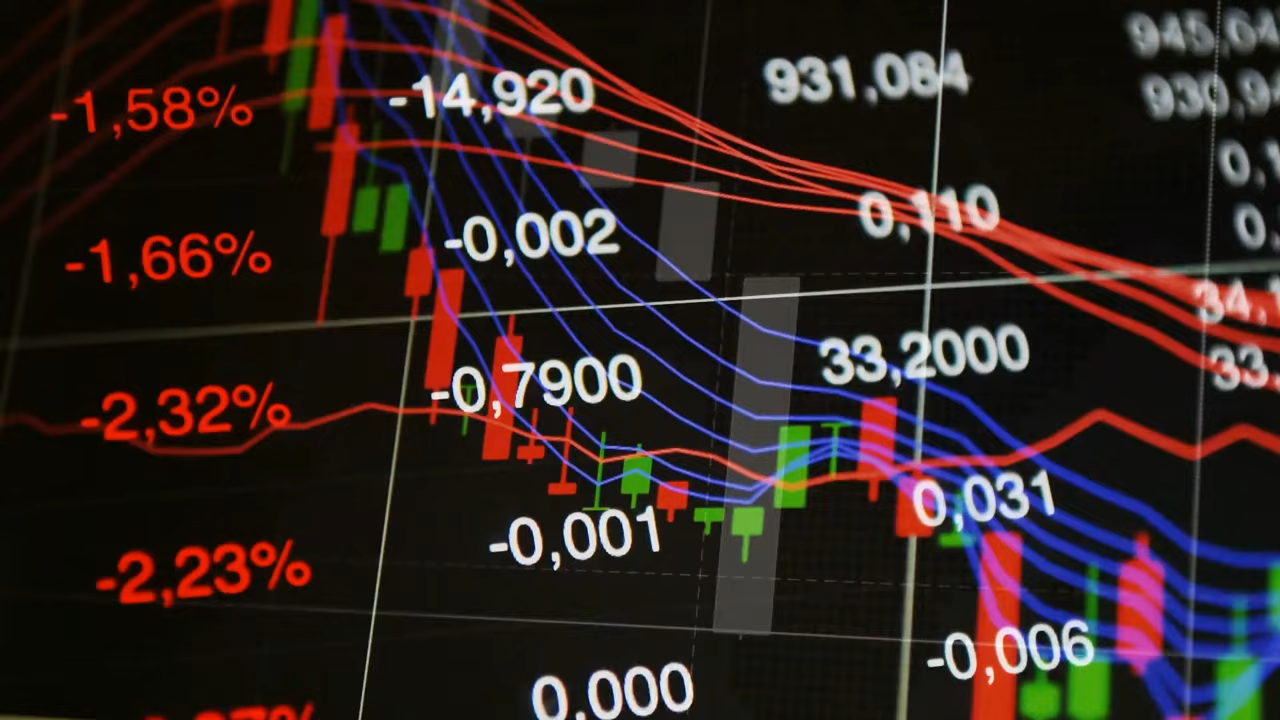 -1,58% -14,920 931,084
-1,66% -0,002 0,110
-2,32% -0,7900 33,2000
-2,23% -0,001 0,031
0,000 -0,006